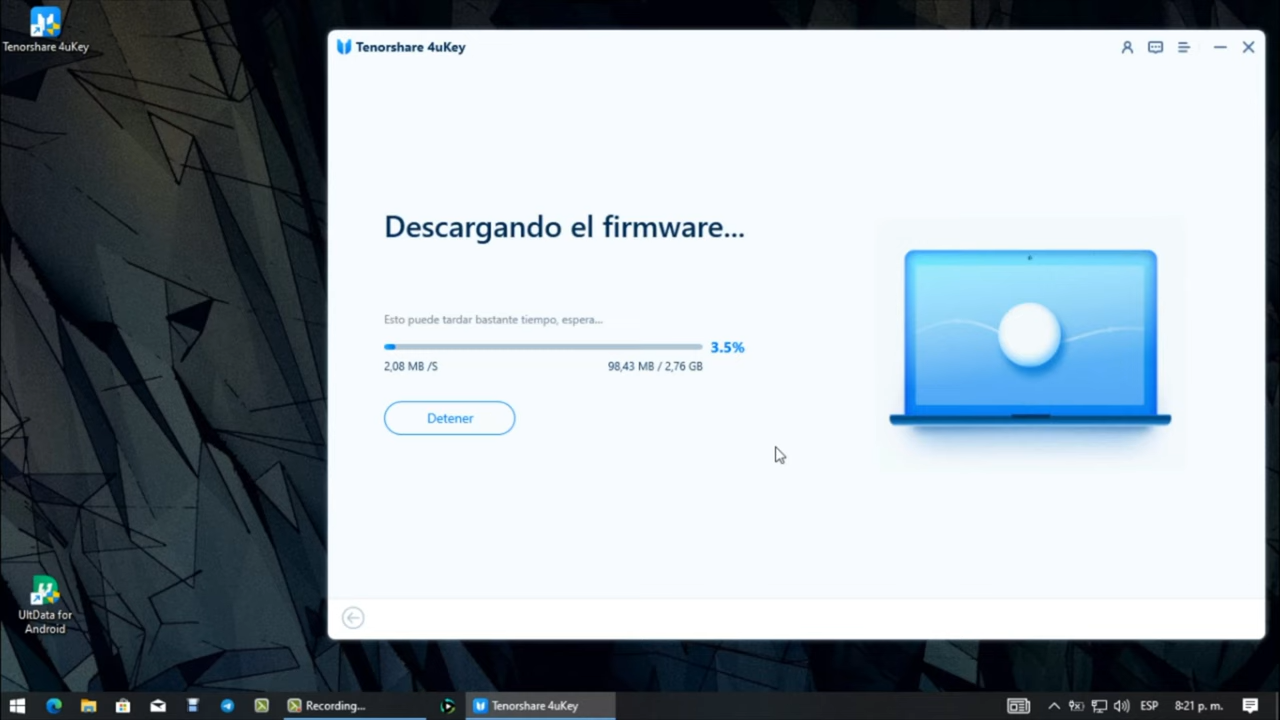 Tenorshare 4uKey
Tenorshare 4uKey
Descargando el firmware...
Esto puede tardar bastante tiempo, espera...
3.5%
2,08 MB /S
98,43 MB / 2,76 GB
Detener
UltData for
Android
Recording...
Tenorshare 4uKey
ESP
8:21 p. m.